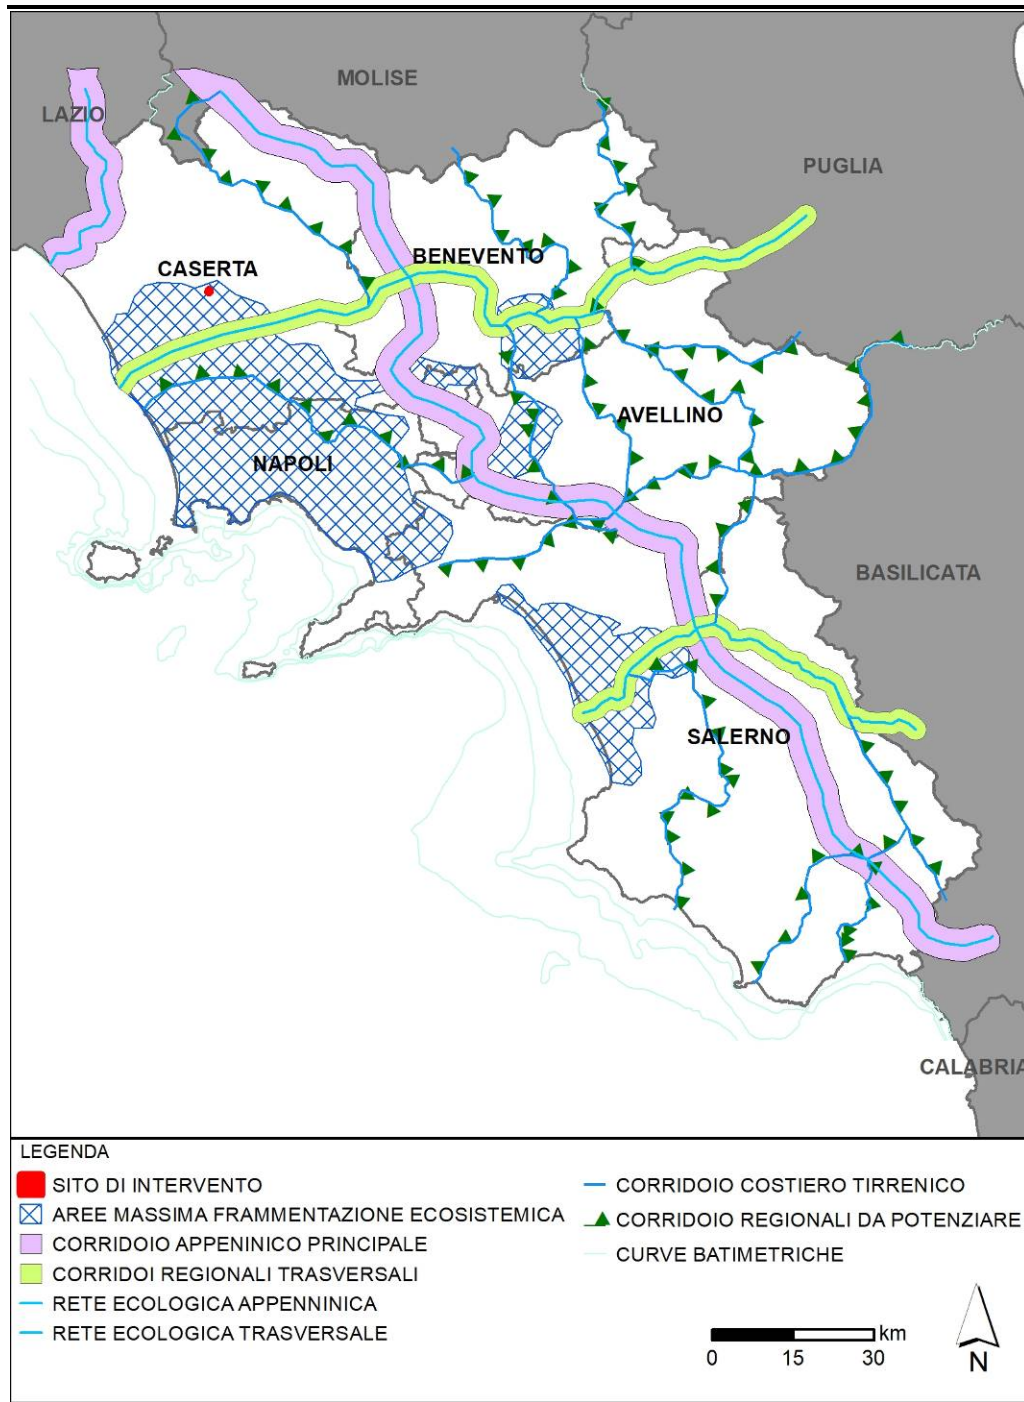 MOLISE
LAZIO
PUGLIA
BENEVENTO
CASERTA
AVELLINO
NAPOLI
BASILICATA
SALERNO
CALABRIA
LEGENDA
SITO DI INTERVENTO
AREE MASSIMA FRAMMENTAZIONE ECOSISTEMICA
CORRIDOIO APPENINICO PRINCIPALE
CORRIDOI REGIONALI TRASVERSALI
RETE ECOLOGICA APPENNINICA
RETE ECOLOGICA TRASVERSALE
CORRIDOIO COSTIERO TIRRENICO
CORRIDOIO REGIONALI DA POTENZIARE
CURVE BATIMETRICHE
km
0 15 30
N